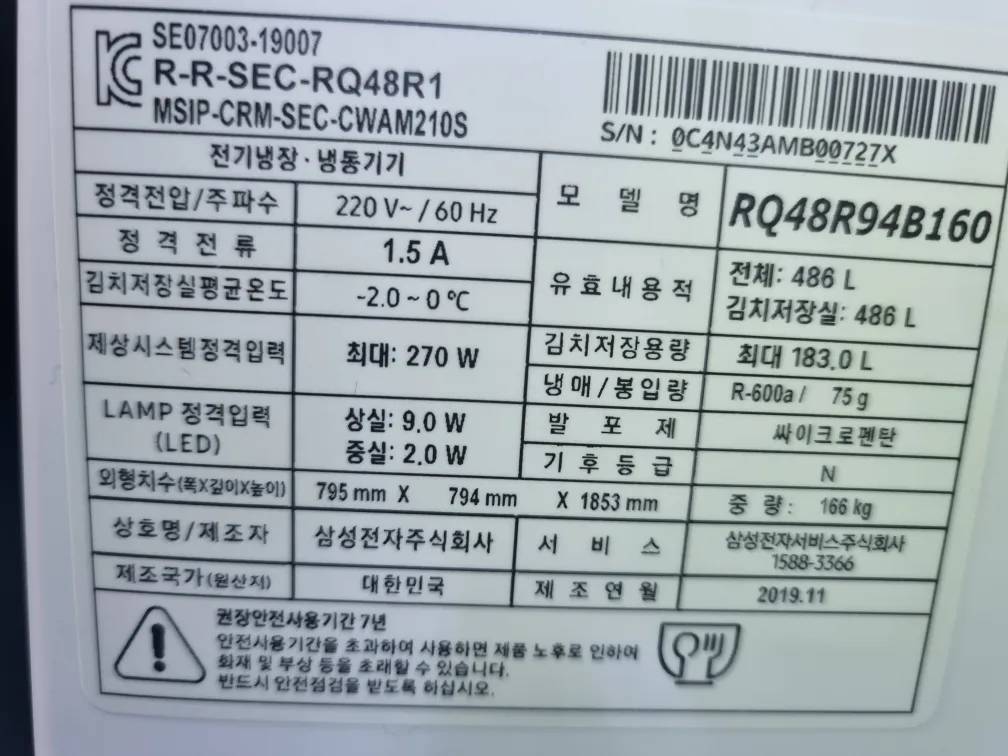 SE07003-19007
R-R-SEC-RQ48R1
MSIP-CRM-SEC-CWAM210S
S/N : 0C4N43AMB00727X
전기냉장·냉동기기
정격전압/주파수 220 V~ / 60 Hz
정 격 전 류 1.5 A
김치저장실평균온도 -2.0 ~ 0 ℃
제상시스템정격입력 최대: 270 W
LAMP 정격입력 (LED) 상실: 9.0 W
중실: 2.0 W
모 델 명 RQ48R94B160
유 효 내 용 적 전체: 486 L
김치저장실: 486 L
김치저장용량 최대 183.0 L
냉매/봉입량 R-600a / 75 g
발 포 제 싸이크로펜탄
기 후 등 급 N
외형치수(폭X깊이X높이) 795 mm X 794 mm X 1853 mm 중 량 : 166 kg
상호명/제조자 삼성전자주식회사 서 비 스 삼성전자서비스주식회사
1588-3366
제조국가(원산지) 대한민국 제 조 연 월 2019.11
권장안전사용기간 7년
안전사용기간을 초과하여 사용하면 제품 노후로 인하여
화재 및 부상 등을 초래할 수 있습니다.
반드시 안전점검을 받도록 하십시오.